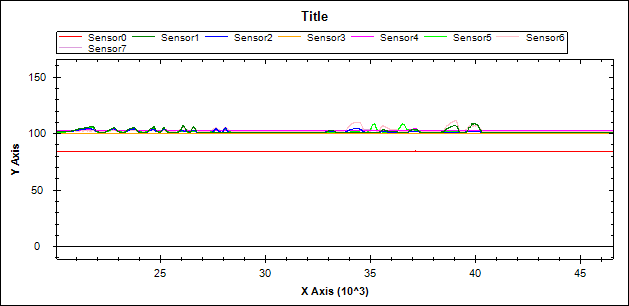 Title
Sensor0 Sensor1 Sensor2 Sensor3 Sensor4 Sensor5 Sensor6
Sensor7
150
100
50
0
Y Axis
25 30 35 40 45
X Axis (10^3)